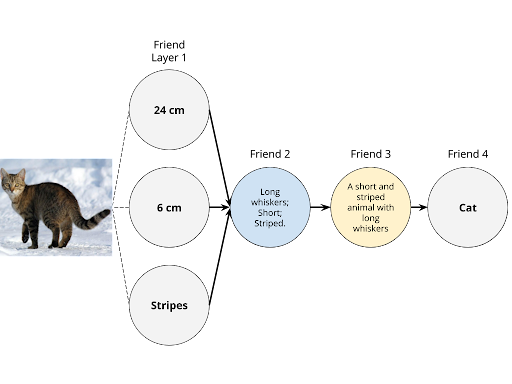 Friend
Layer 1
24 cm
6 cm
Stripes
Friend 2
Long
whiskers;
Short;
Striped.
Friend 3
A short and
striped
animal with
long
whiskers
Friend 4
Cat